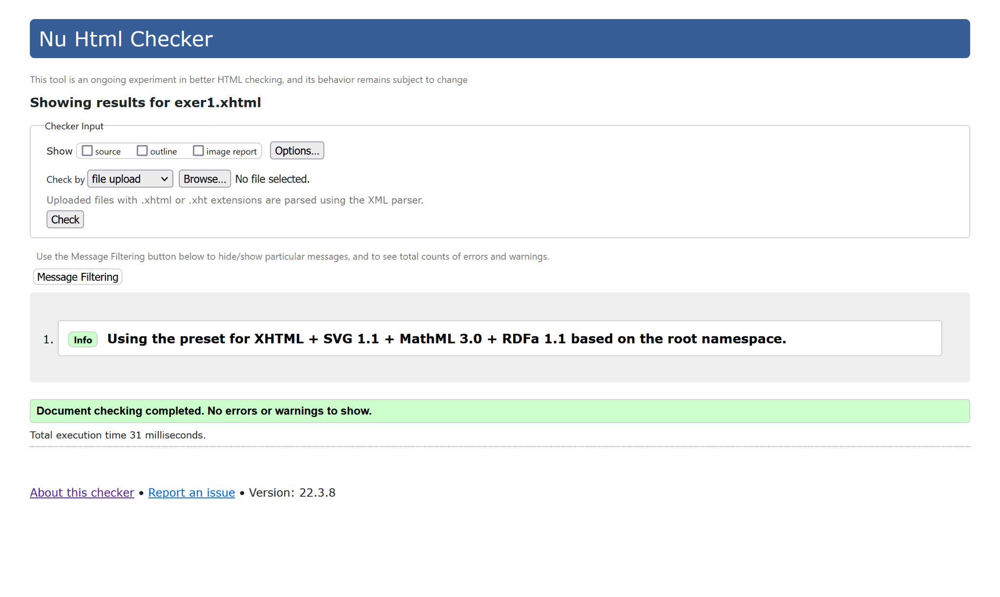 Nu Html Checker
This tool is an ongoing experiment in better HTML checking, and its behavior remains subject to change
Showing results for exer1.xhtml
Checker Input
Show source outline image report Options...
Check by file upload Browse... No file selected.
Uploaded files with .xhtml or .xht extensions are parsed using the XML parser.
Check
Use the Message Filtering button below to hide/show particular messages, and to see total counts of errors and warnings.
Message Filtering
1. Info Using the preset for XHTML + SVG 1.1 + MathML 3.0 + RDFa 1.1 based on the root namespace.
Document checking completed. No errors or warnings to show.
Total execution time 31 milliseconds.
About this checker • Report an issue • Version: 22.3.8